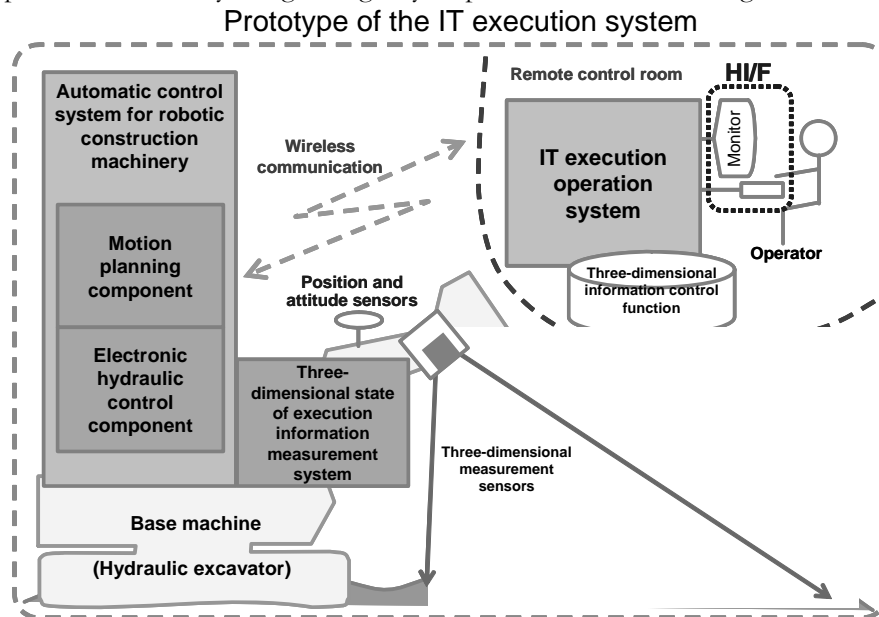 Prototype of the IT execution system
Automatic control
system for robotic
construction
machinery
Motion
planning
component
Electronic
hydraulic
control
component
Wireless
communication
Position and
attitude sensors
Three-
dimensional state
of execution
information
measurement
system
Base machine
(Hydraulic excavator)
Three-dimensional
measurement
sensors
Remote control room
HI/F
Monitor
IT execution
operation
system
Operator
Three-dimensional
information control
function